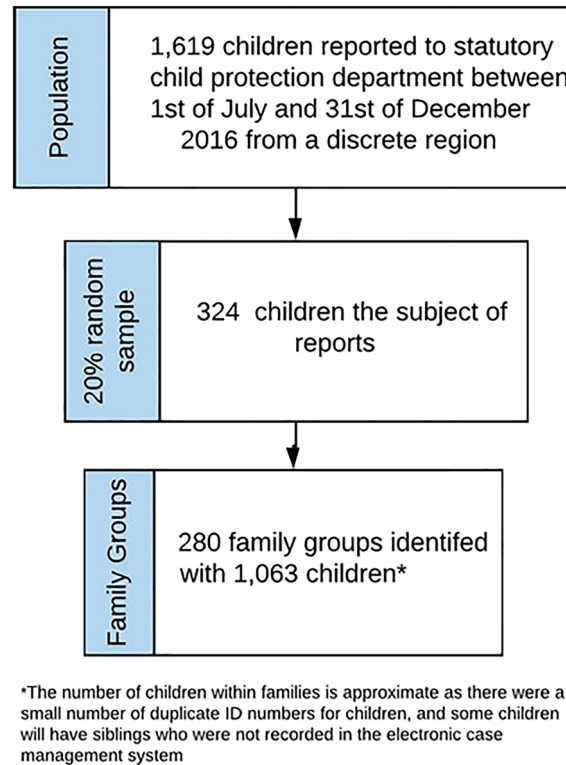 Population
1,619 children reported to statutory
child protection department between
1st of July and 31st of December
2016 from a discrete region
20% random
sample
324 children the subject of
reports
Family Groups
280 family groups identifed
with 1,063 children*
*The number of children within families is approximate as there were a
small number of duplicate ID numbers for children, and some children
will have siblings who were not recorded in the electronic case
management system